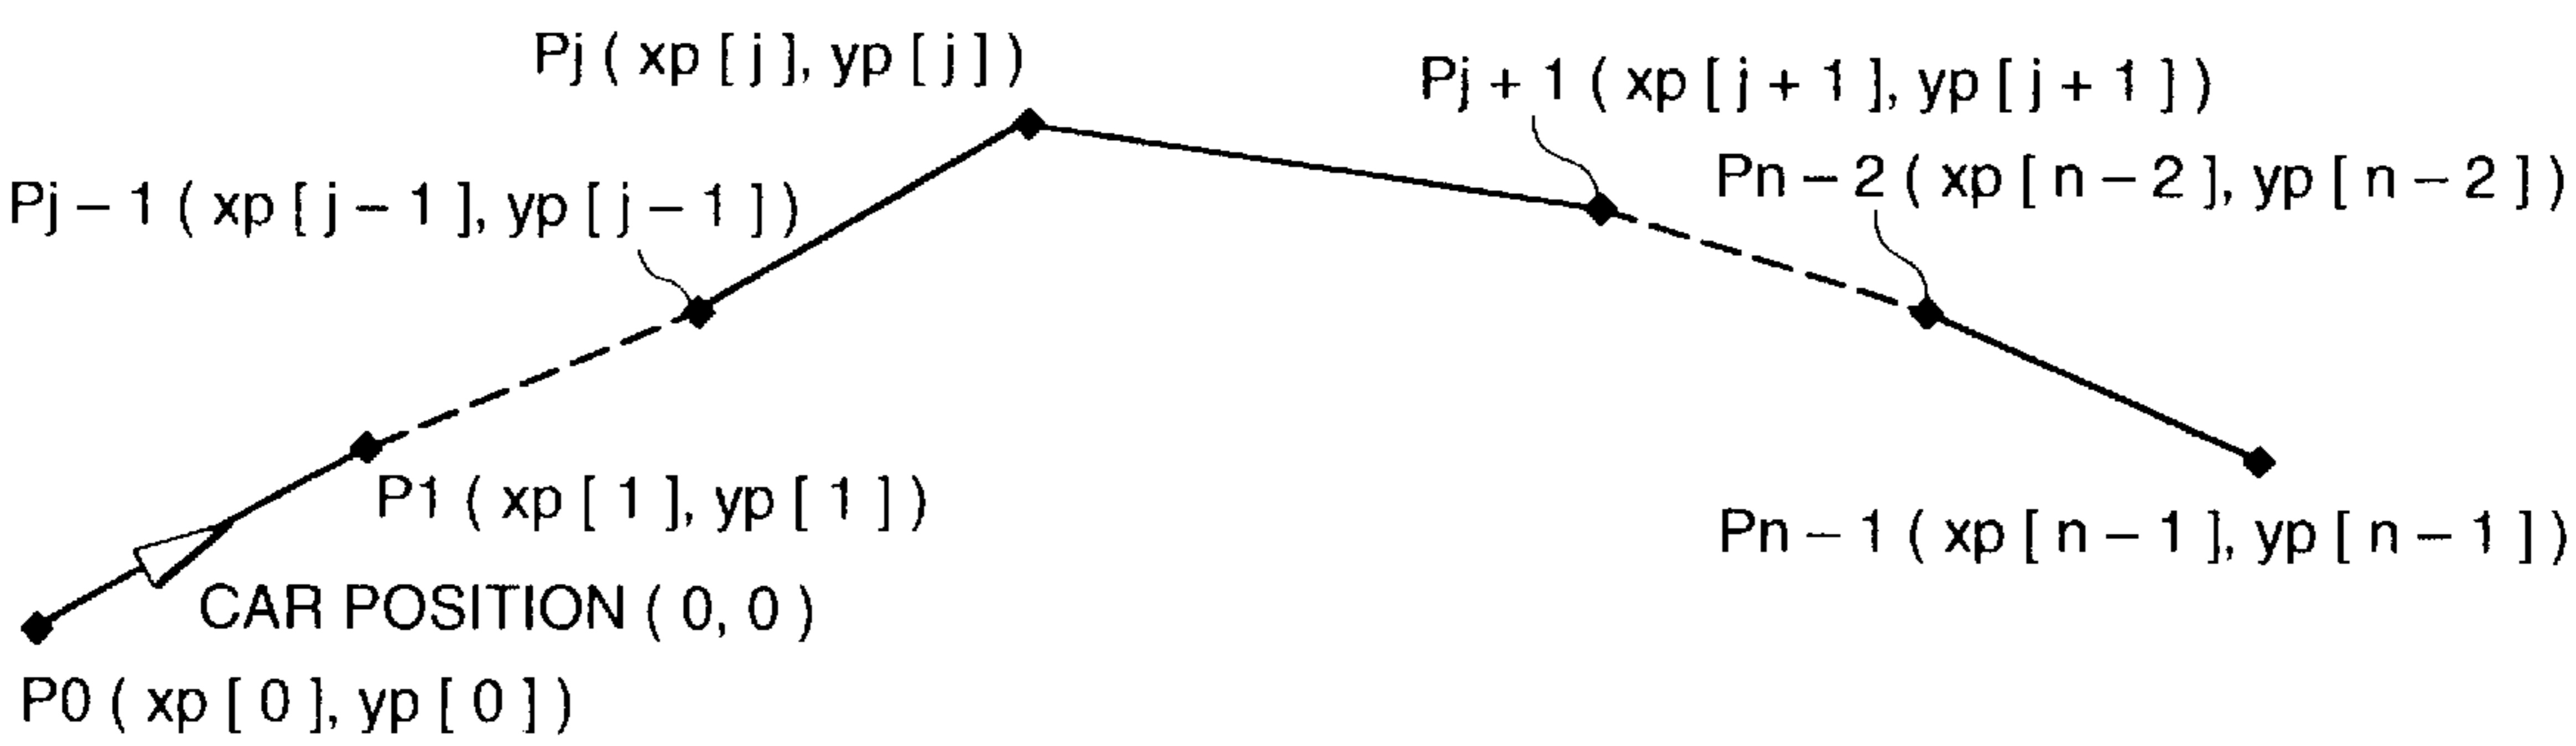 Pj ( xp [ j ], yp [ j ] )
Pj + 1 ( xp [ j + 1 ], yp [ j + 1 ] )
Pj – 1 ( xp [ j – 1 ], yp [ j – 1 ] )
Pn – 2 ( xp [ n – 2 ], yp [ n – 2 ] )
P1 ( xp [ 1 ], yp [ 1 ] )
Pn – 1 ( xp [ n – 1 ], yp [ n – 1 ] )
CAR POSITION ( 0, 0 )
P0 ( xp [ 0 ], yp [ 0 ] )